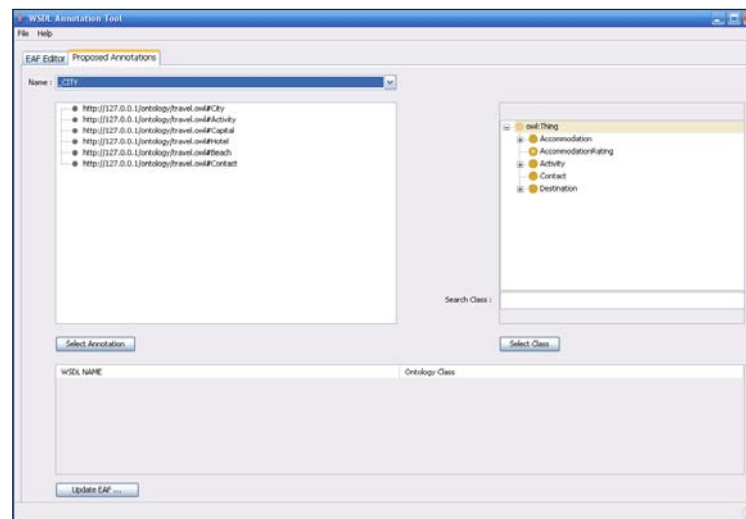 WSDL Annotation Tool
File Help
EAF Editor Proposed Annotations
Name : _CITY
http://127.0.0.1/ontology/travel.owl#City
http://127.0.0.1/ontology/travel.owl#Activity
http://127.0.0.1/ontology/travel.owl#Capital
http://127.0.0.1/ontology/travel.owl#Hotel
http://127.0.0.1/ontology/travel.owl#Beach
http://127.0.0.1/ontology/travel.owl#Contact
owl:Thing
Accommodation
AccommodationRating
Activity
Contact
Destination
Search Class :
Select Annotation
Select Class
WSDL NAME
Ontology Class
Update EAF ...